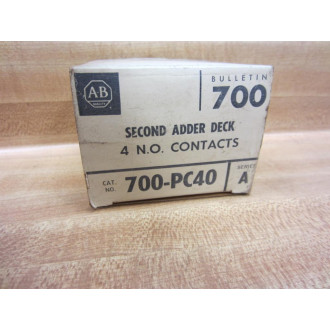 AB
BULLETIN
700
SECOND ADDER DECK
4 N.O. CONTACTS
CAT. NO. 700-PC40
SERIES A